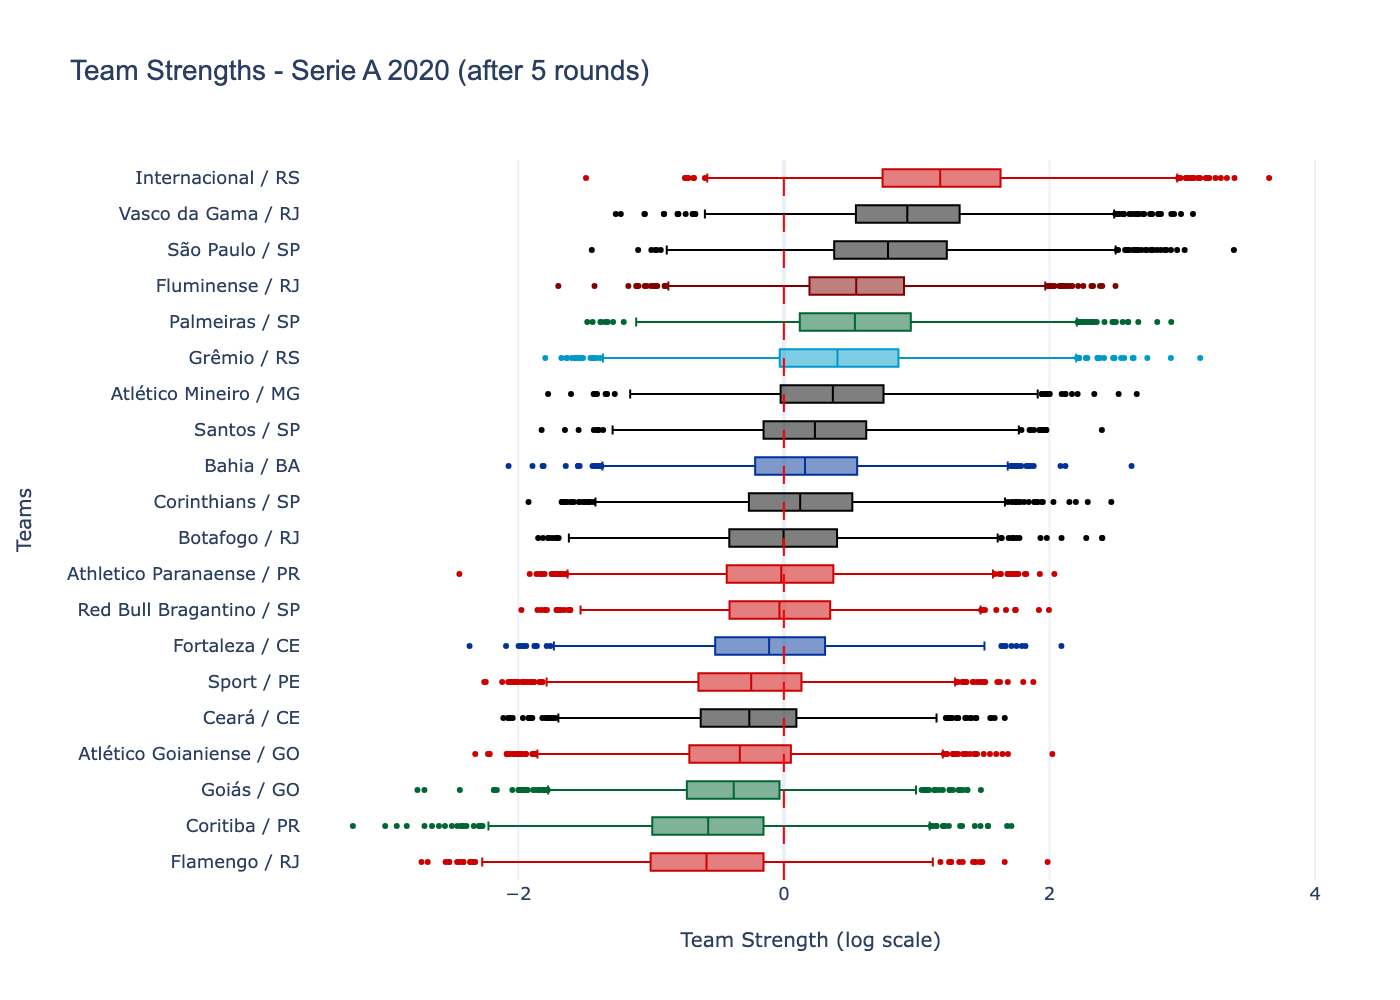 Team Strengths - Serie A 2020 (after 5 rounds)
Internacional / RS
Vasco da Gama / RJ
São Paulo / SP
Fluminense / RJ
Palmeiras / SP
Grêmio / RS
Atlético Mineiro / MG
Santos / SP
Bahia / BA
Corinthians / SP
Botafogo / RJ
Athletico Paranaense / PR
Red Bull Bragantino / SP
Fortaleza / CE
Sport / PE
Ceará / CE
Atlético Goianiense / GO
Goiás / GO
Coritiba / PR
Flamengo / RJ
Teams
−2 0 2 4
Team Strength (log scale)